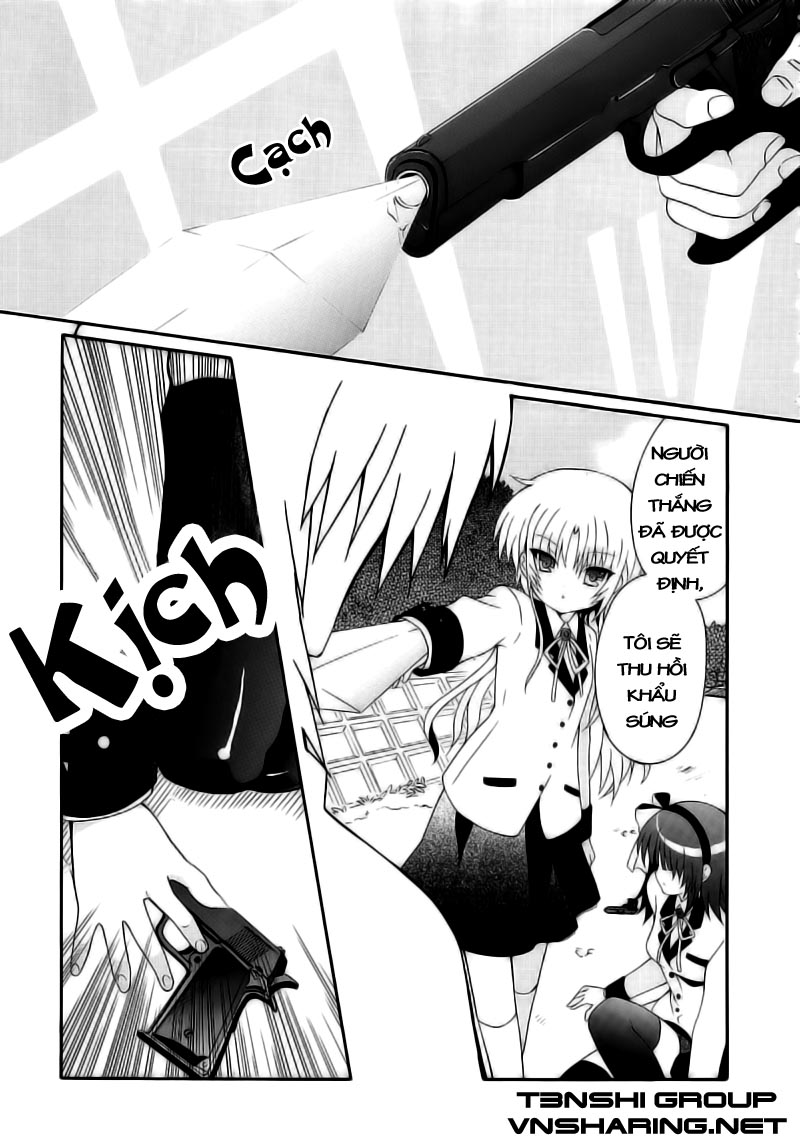 Cạch
NGƯỜI
CHIẾN
THẮNG
ĐÃ ĐƯỢC
QUYẾT
ĐỊNH,
TÔI SẼ
THU HỒI
KHẨU
SÚNG
Kịch
T3NSHI GROUP
VNSHARING.NET